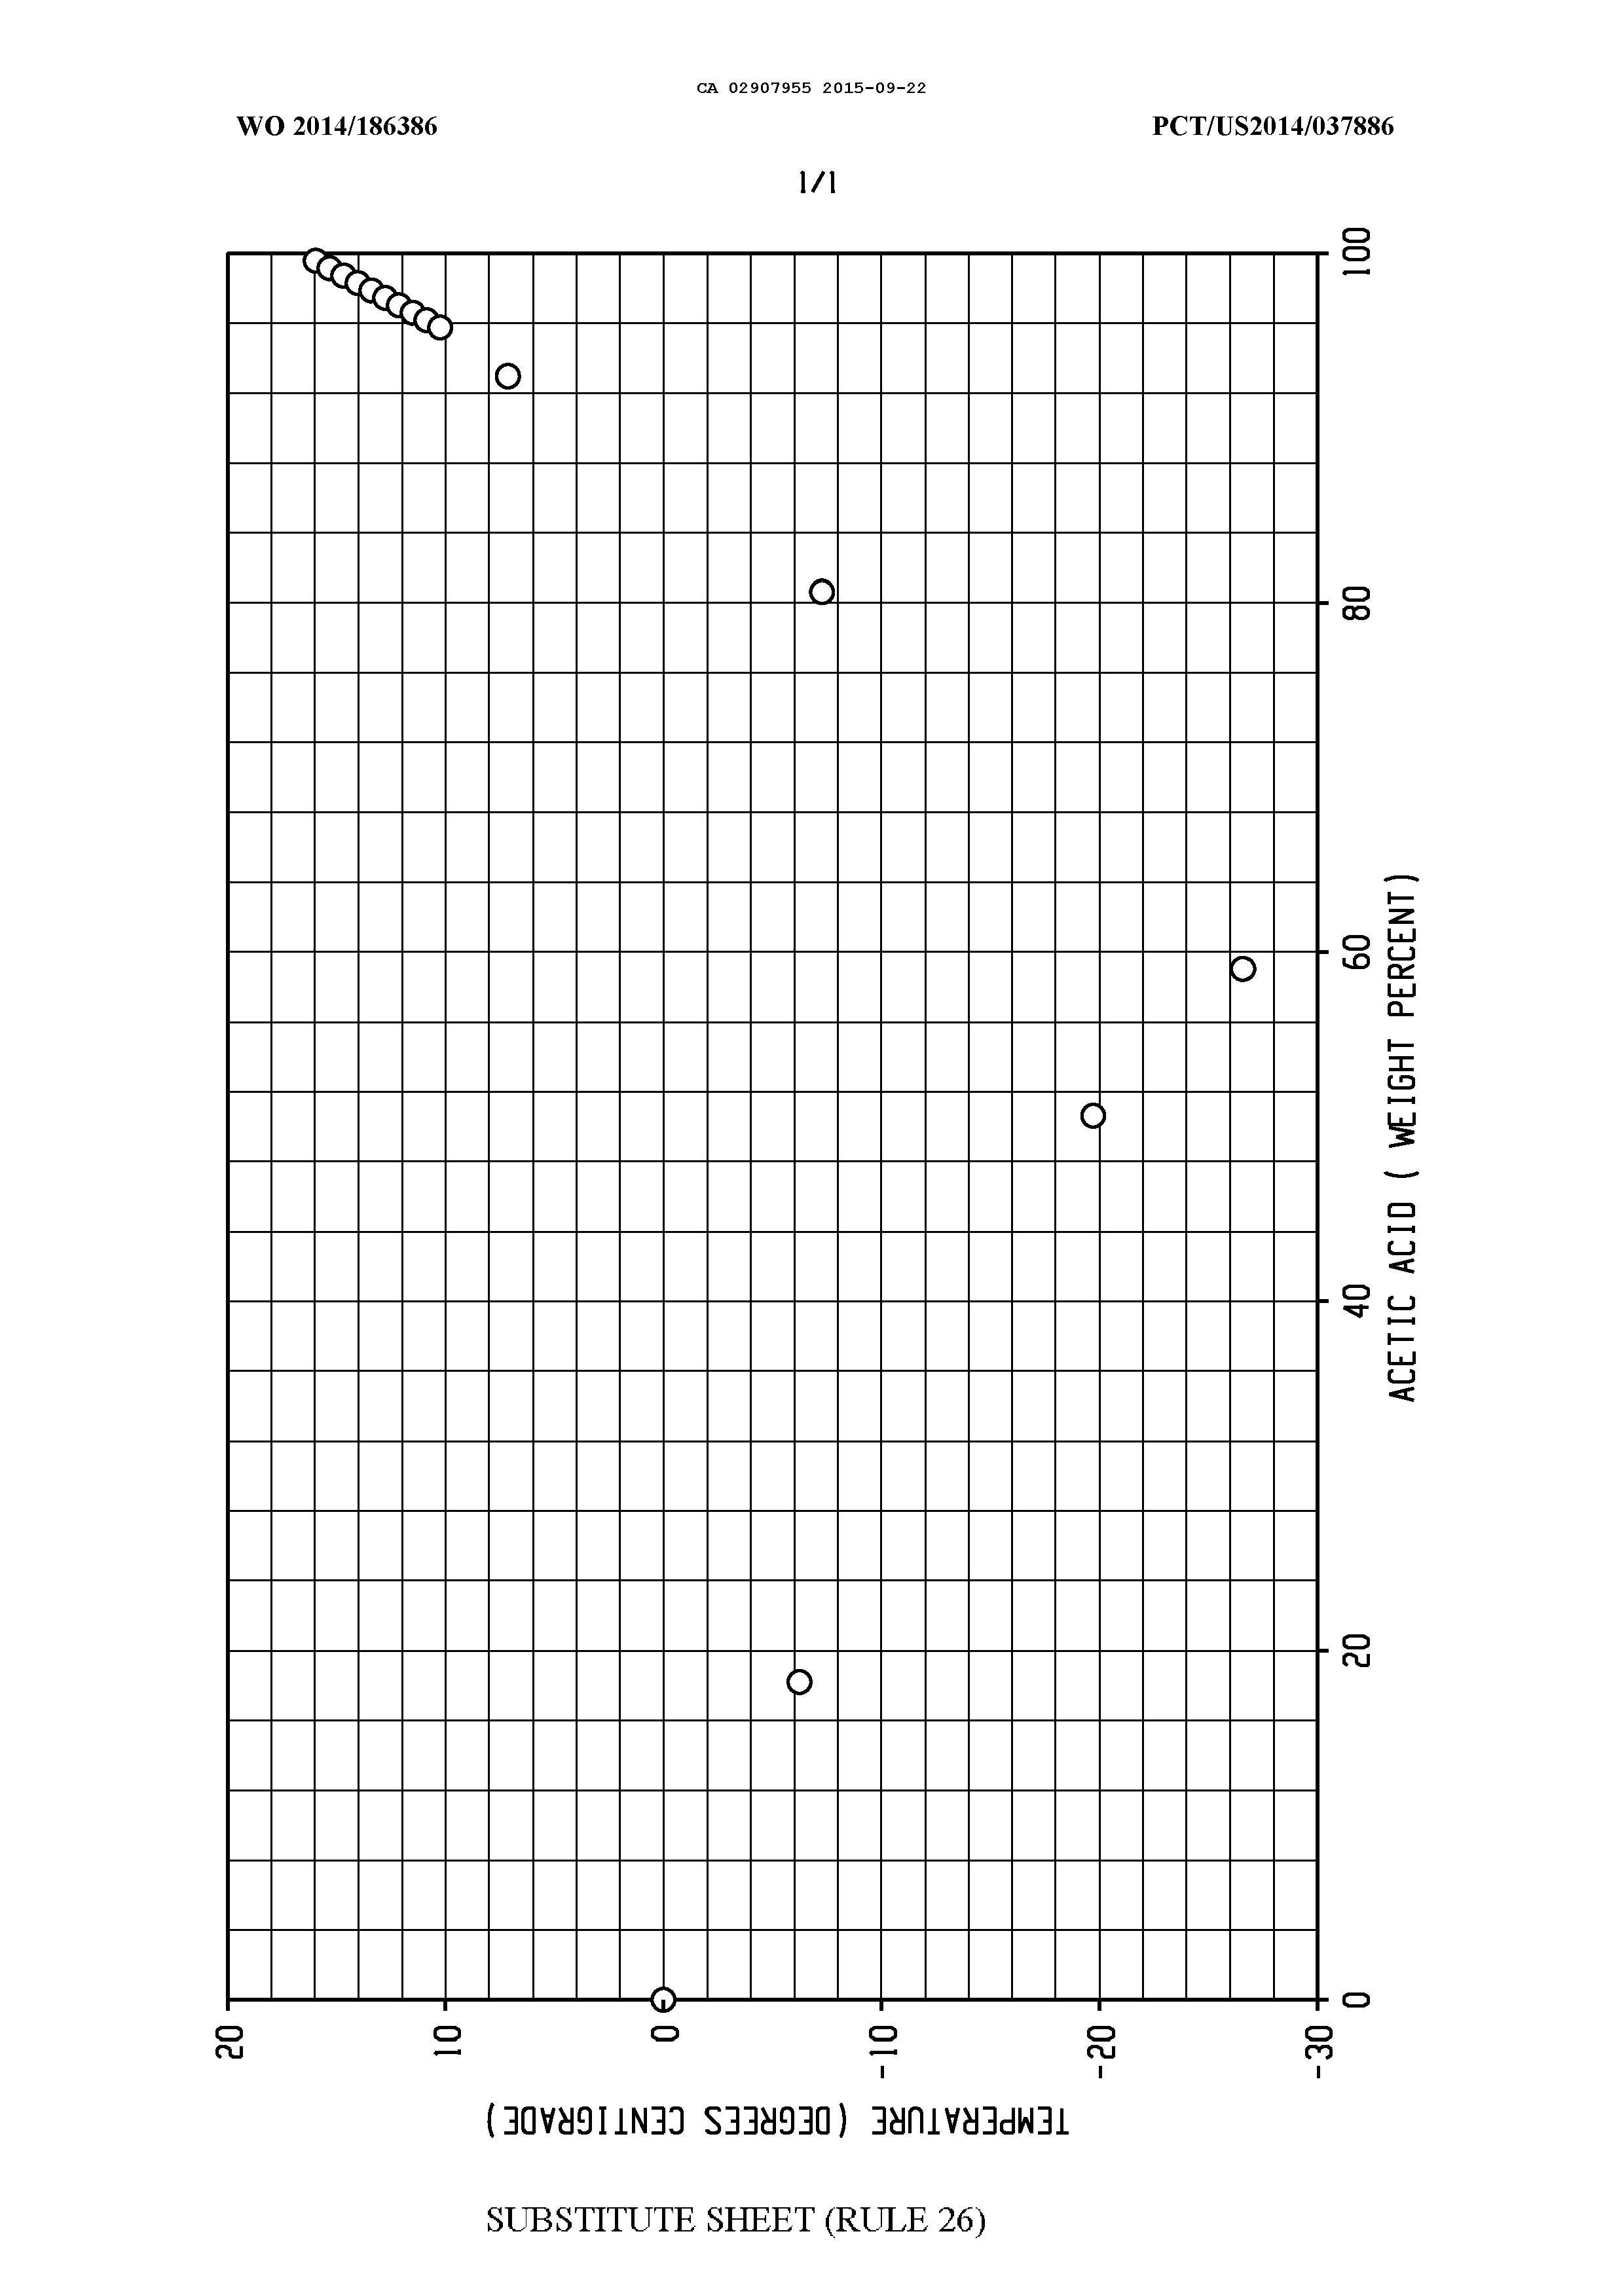 CA 02907955 2015-09-22
WO 2014/186386
PCT/US2014/037886
1/1
100
80
60
40
20
0
ACETIC ACID ( WEIGHT PERCENT)
20
10
0
-10
-20
-30
TEMPERATURE (DEGREES CENTIGRADE)
SUBSTITUTE SHEET (RULE 26)